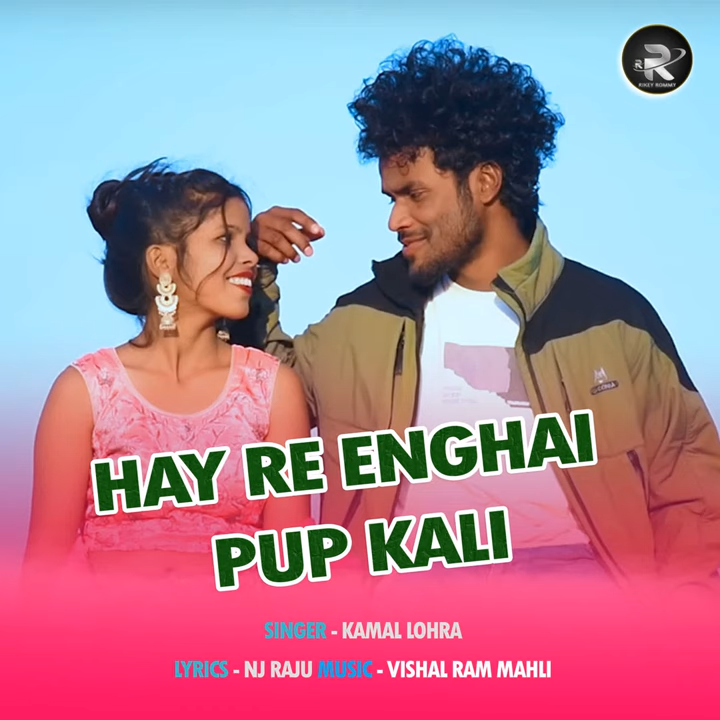 R R
RIKEY ROMMY
HAY RE ENGHAI
PUP KALI
SINGER - KAMAL LOHRA
LYRICS - NJ RAJU MUSIC - VISHAL RAM MAHLI